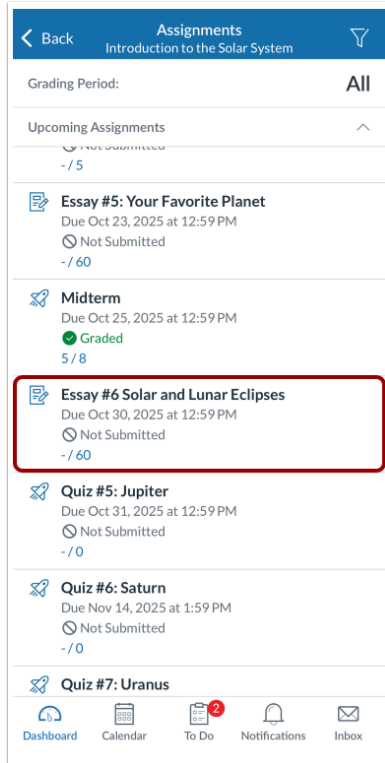 Back
Assignments
Introduction to the Solar System
Grading Period:
All
Upcoming Assignments
Not Submitted
- / 5
Essay #5: Your Favorite Planet
Due Oct 23, 2025 at 12:59 PM
Not Submitted
- / 60
Midterm
Due Oct 25, 2025 at 12:59 PM
Graded
5 / 8
Essay #6 Solar and Lunar Eclipses
Due Oct 30, 2025 at 12:59 PM
Not Submitted
- / 60
Quiz #5: Jupiter
Due Oct 31, 2025 at 12:59 PM
Not Submitted
- / 0
Quiz #6: Saturn
Due Nov 14, 2025 at 1:59 PM
Not Submitted
- / 0
Quiz #7: Uranus
2
Dashboard Calendar To Do Notifications Inbox